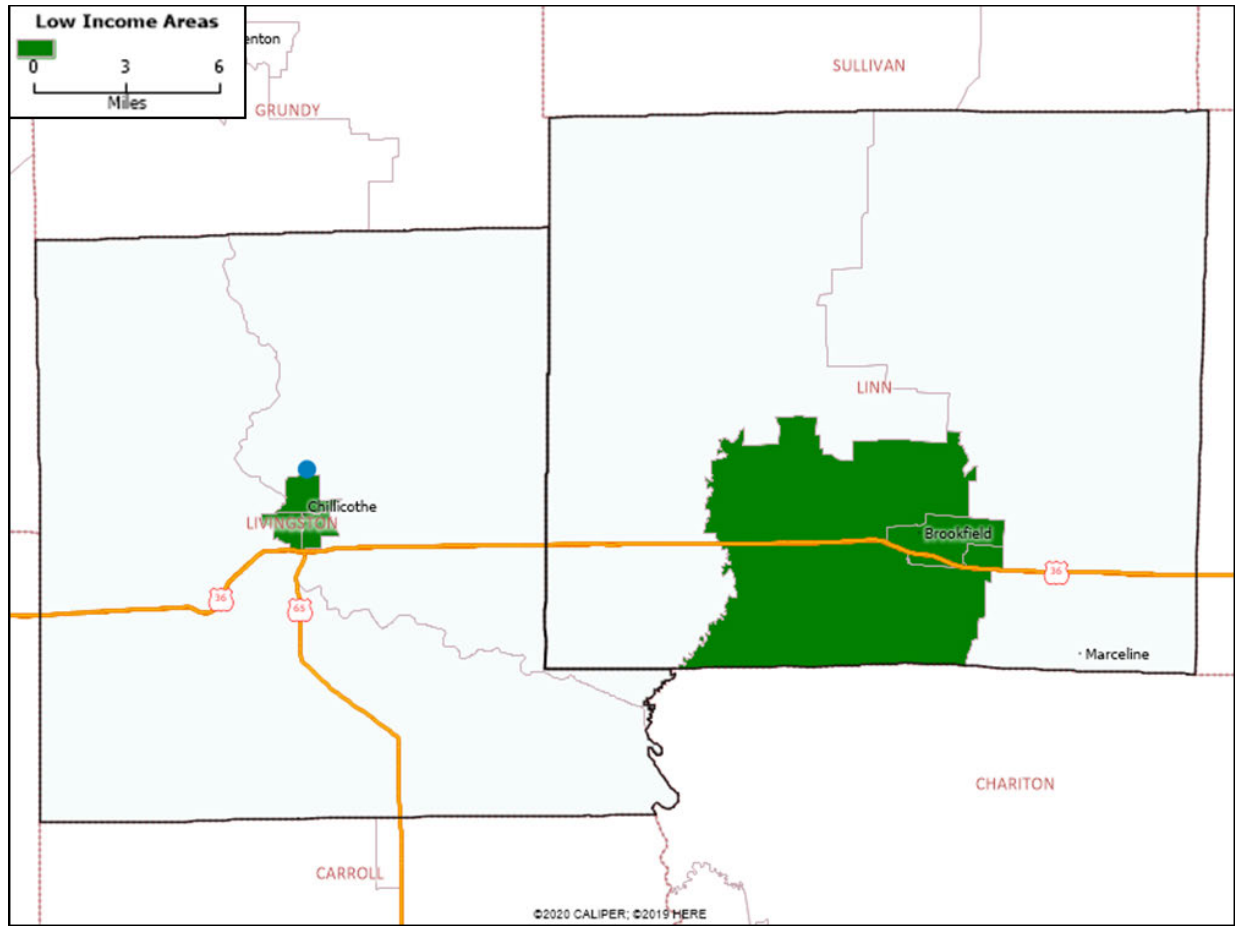 Low Income Areas
0 3 6
Miles
enton
GRUNDY
SULLIVAN
LINN
Chillicothe
LIVINGSTON
Brookfield
36
36
65
Marceline
CHARITON
CARROLL
©2020 CALIPER; ©2019 HERE